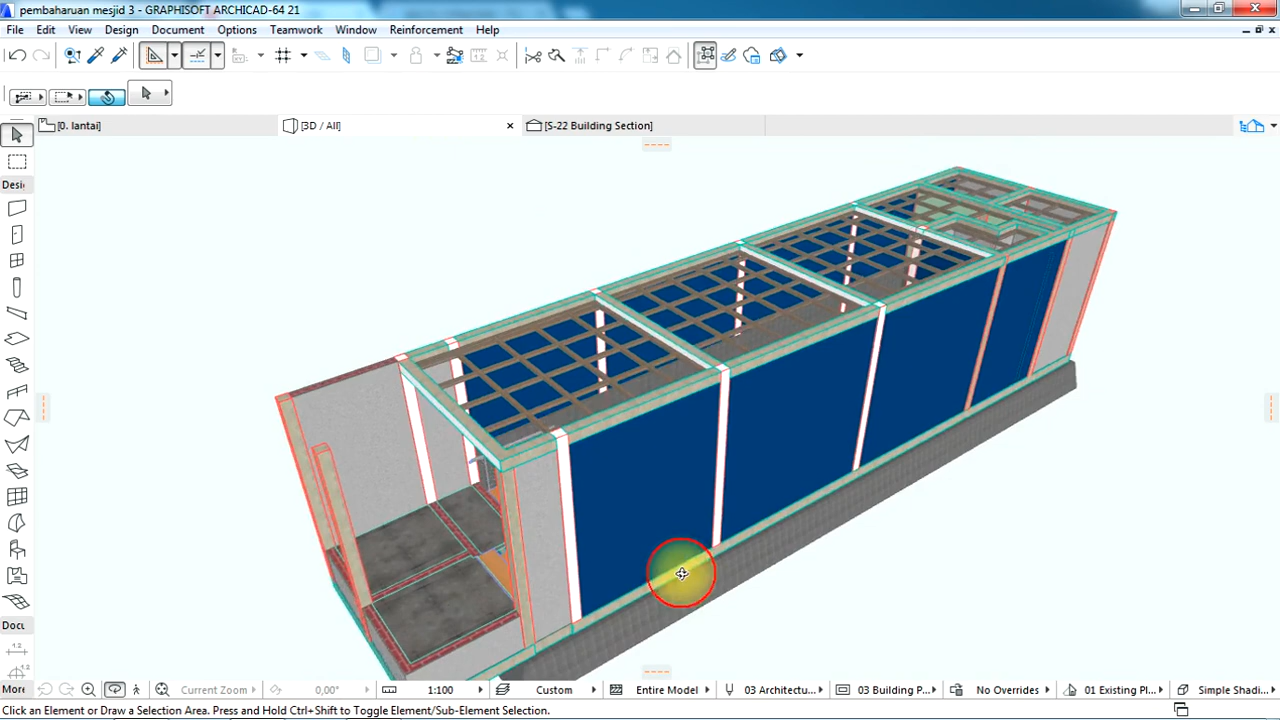 pembaharuan mesjid 3 - GRAPHISOFT ARCHICAD-64 21
File Edit View Design Document Options Teamwork Window Reinforcement Help
[0. lantai] [3D / All] [S-22 Building Section]
Desi
Docu
1.2
More
Current Zoom 0,00° 1:100 Custom Entire Model 03 Architectu... 03 Building P... No Overrides 01 Existing Pl... Simple Shadi...
Click an Element or Draw a Selection Area. Press and Hold Ctrl+Shift to Toggle Element/Sub-Element Selection.